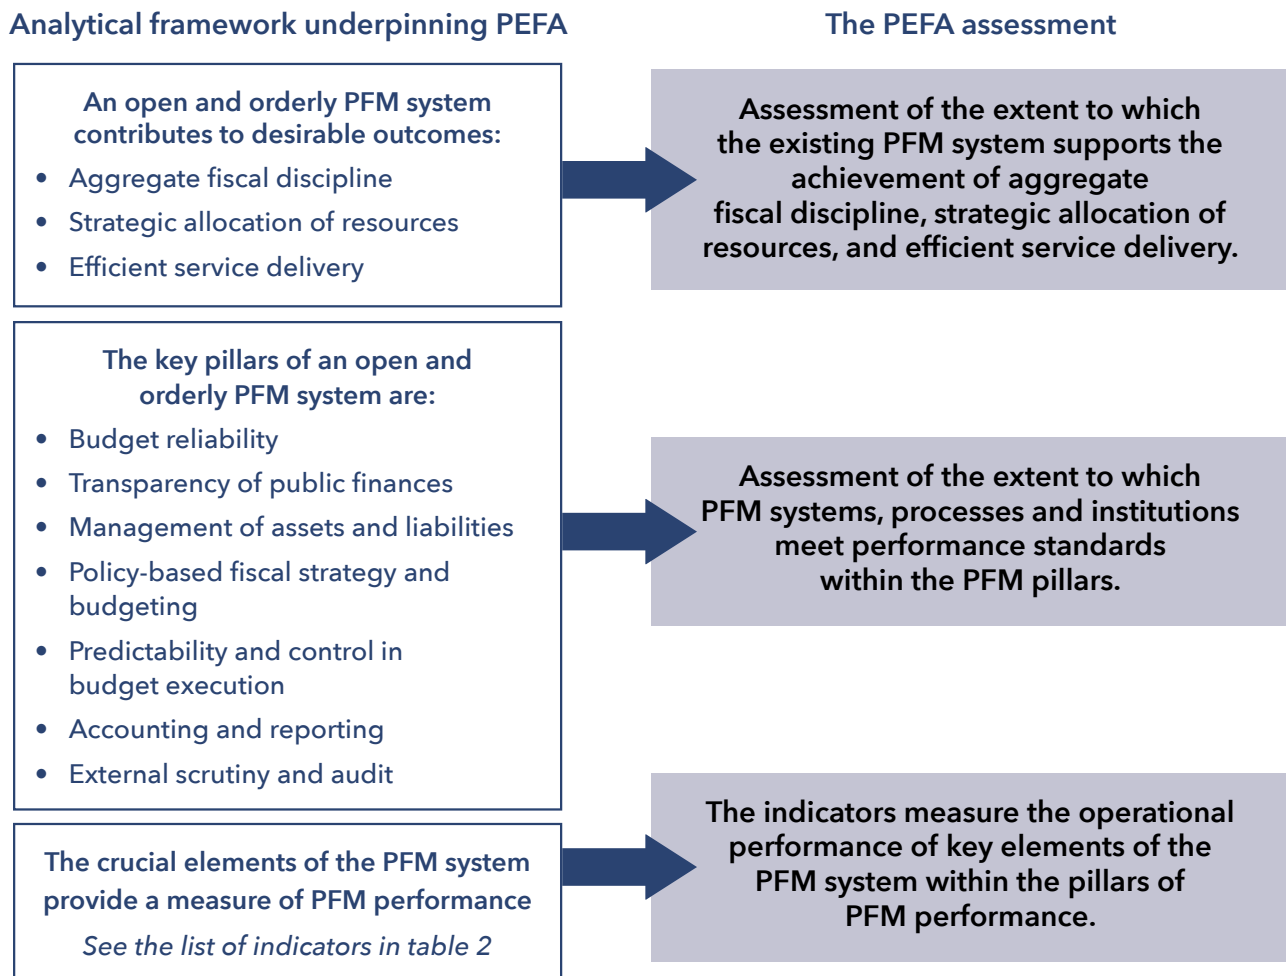 Analytical framework underpinning PEFA
The PEFA assessment
An open and orderly PFM system
contributes to desirable outcomes:
• Aggregate fiscal discipline
• Strategic allocation of resources
• Efficient service delivery
Assessment of the extent to which
the existing PFM system supports the
achievement of aggregate
fiscal discipline, strategic allocation of
resources, and efficient service delivery.
The key pillars of an open and
orderly PFM system are:
• Budget reliability
• Transparency of public finances
• Management of assets and liabilities
• Policy-based fiscal strategy and
budgeting
• Predictability and control in
budget execution
• Accounting and reporting
• External scrutiny and audit
Assessment of the extent to which
PFM systems, processes and institutions
meet performance standards
within the PFM pillars.
The crucial elements of the PFM system
provide a measure of PFM performance
See the list of indicators in table 2
The indicators measure the operational
performance of key elements of the
PFM system within the pillars of
PFM performance.